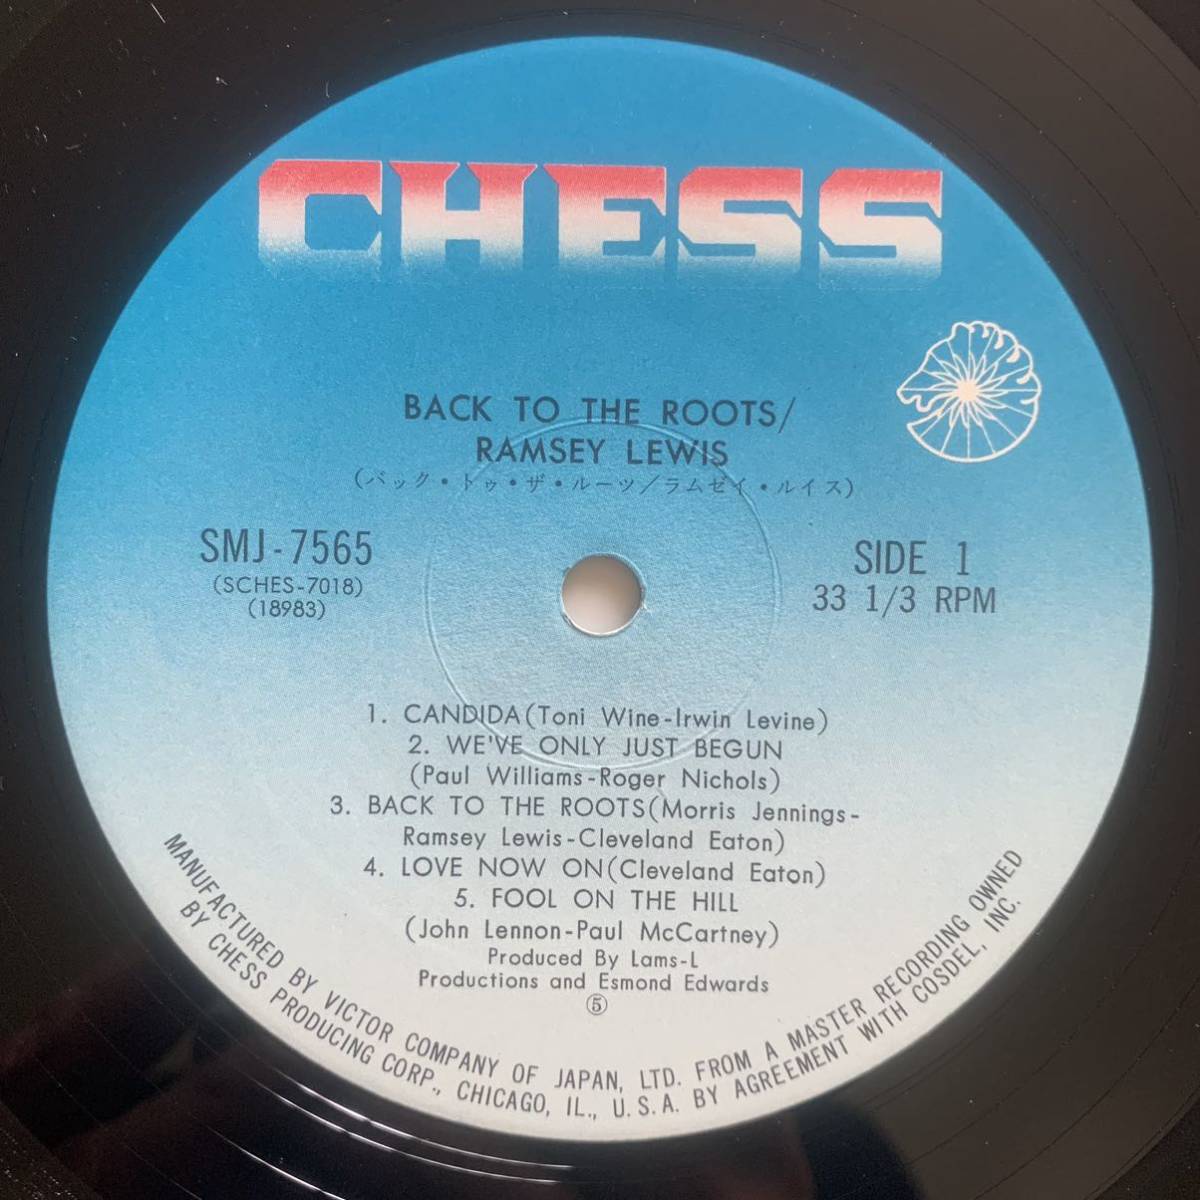 CHESS
BACK TO THE ROOTS/
RAMSEY LEWIS
(バック・トゥ・ザ・ルーツ/ラムゼイ・ルイス)
SMJ-7565
(SCHES-7018)
(18983)
SIDE 1
33 1/3 RPM
1. CANDIDA(Toni Wine-Irwin Levine)
2. WE'VE ONLY JUST BEGUN
(Paul Williams-Roger Nichols)
3. BACK TO THE ROOTS(Morris Jennings-
Ramsey Lewis-Cleveland Eaton)
4. LOVE NOW ON(Cleveland Eaton)
5. FOOL ON THE HILL
(John Lennon-Paul McCartney)
Produced By Lams-L
Productions and Esmond Edwards
⑤
MANUFACTURED BY VICTOR COMPANY OF JAPAN, LTD. FROM A MASTER RECORDING OWNED
BY CHESS PRODUCING CORP., CHICAGO, IL., U.S.A. BY AGREEMENT WITH COSDEL, INC.